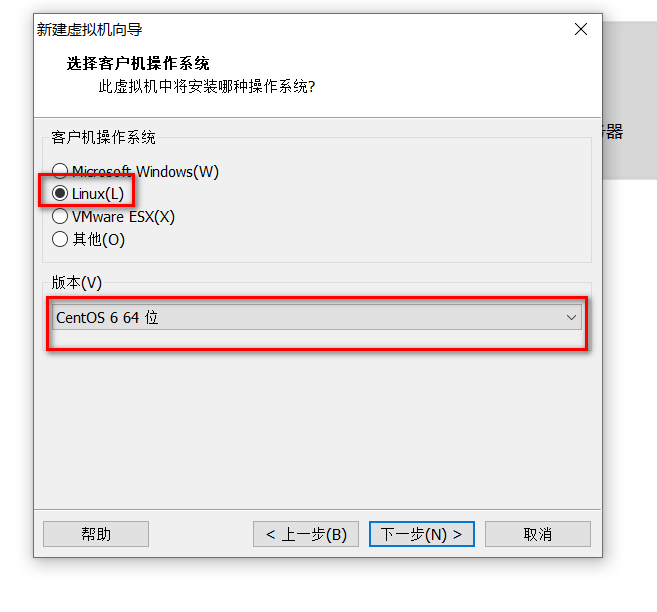 新建虚拟机向导
选择客户机操作系统
此虚拟机中将安装哪种操作系统?
器
客户机操作系统
Microsoft Windows(W)
Linux(L)
VMware ESX(X)
其他(O)
版本(V)
CentOS 6 64 位
帮助
< 上一步(B)
下一步(N) >
取消